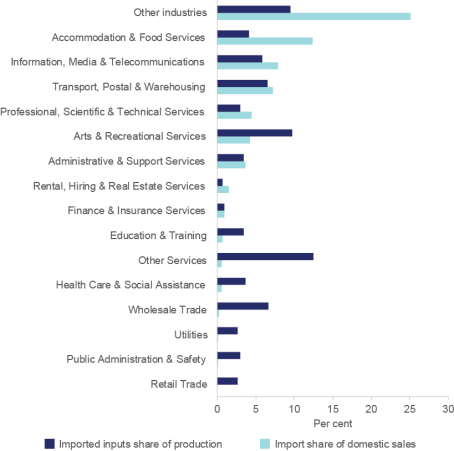 Other industries
Accommodation & Food Services
Information, Media & Telecommunications
Transport, Postal & Warehousing
Professional, Scientific & Technical Services
Arts & Recreational Services
Administrative & Support Services
Rental, Hiring & Real Estate Services
Finance & Insurance Services
Education & Training
Other Services
Health Care & Social Assistance
Wholesale Trade
Utilities
Public Administration & Safety
Retail Trade
0 5 10 15 20 25 30
Per cent
Imported inputs share of production Import share of domestic sales